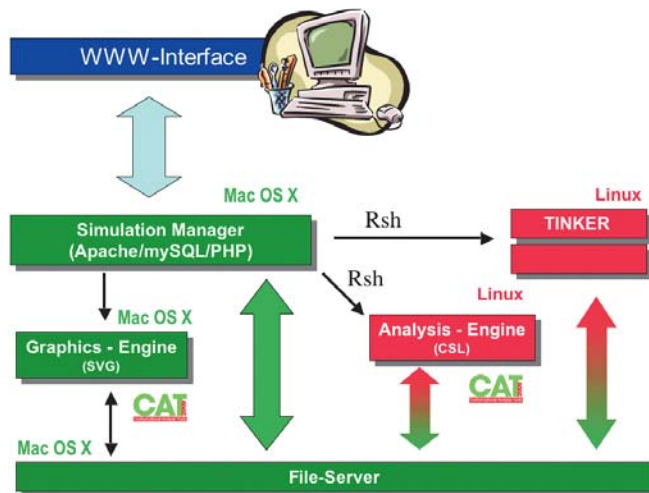 WWW-Interface
Mac OS X
Linux
Simulation Manager
(Apache/mySQL/PHP)
Rsh
TINKER
Rsh
Linux
Mac OS X
Graphics - Engine
(SVG)
Analysis - Engine
(CSL)
CAT
CAT
Mac OS X
File-Server